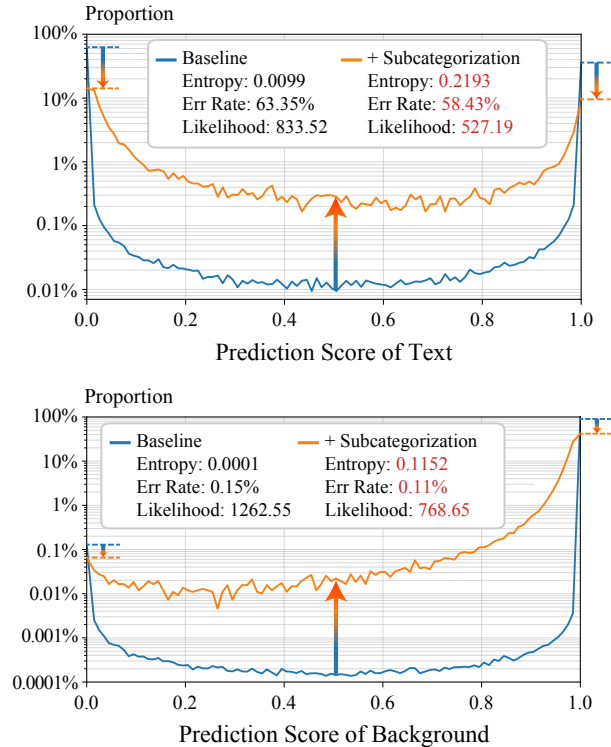 Proportion
100%
10%
1%
0.1%
0.01%
Baseline + Subcategorization
Entropy: 0.0099 Entropy: 0.2193
Err Rate: 63.35% Err Rate: 58.43%
Likelihood: 833.52 Likelihood: 527.19
0.0 0.2 0.4 0.6 0.8 1.0
Prediction Score of Text
Proportion
100%
10%
1%
0.1%
0.01%
0.001%
0.0001%
Baseline + Subcategorization
Entropy: 0.0001 Entropy: 0.1152
Err Rate: 0.15% Err Rate: 0.11%
Likelihood: 1262.55 Likelihood: 768.65
0.0 0.2 0.4 0.6 0.8 1.0
Prediction Score of Background